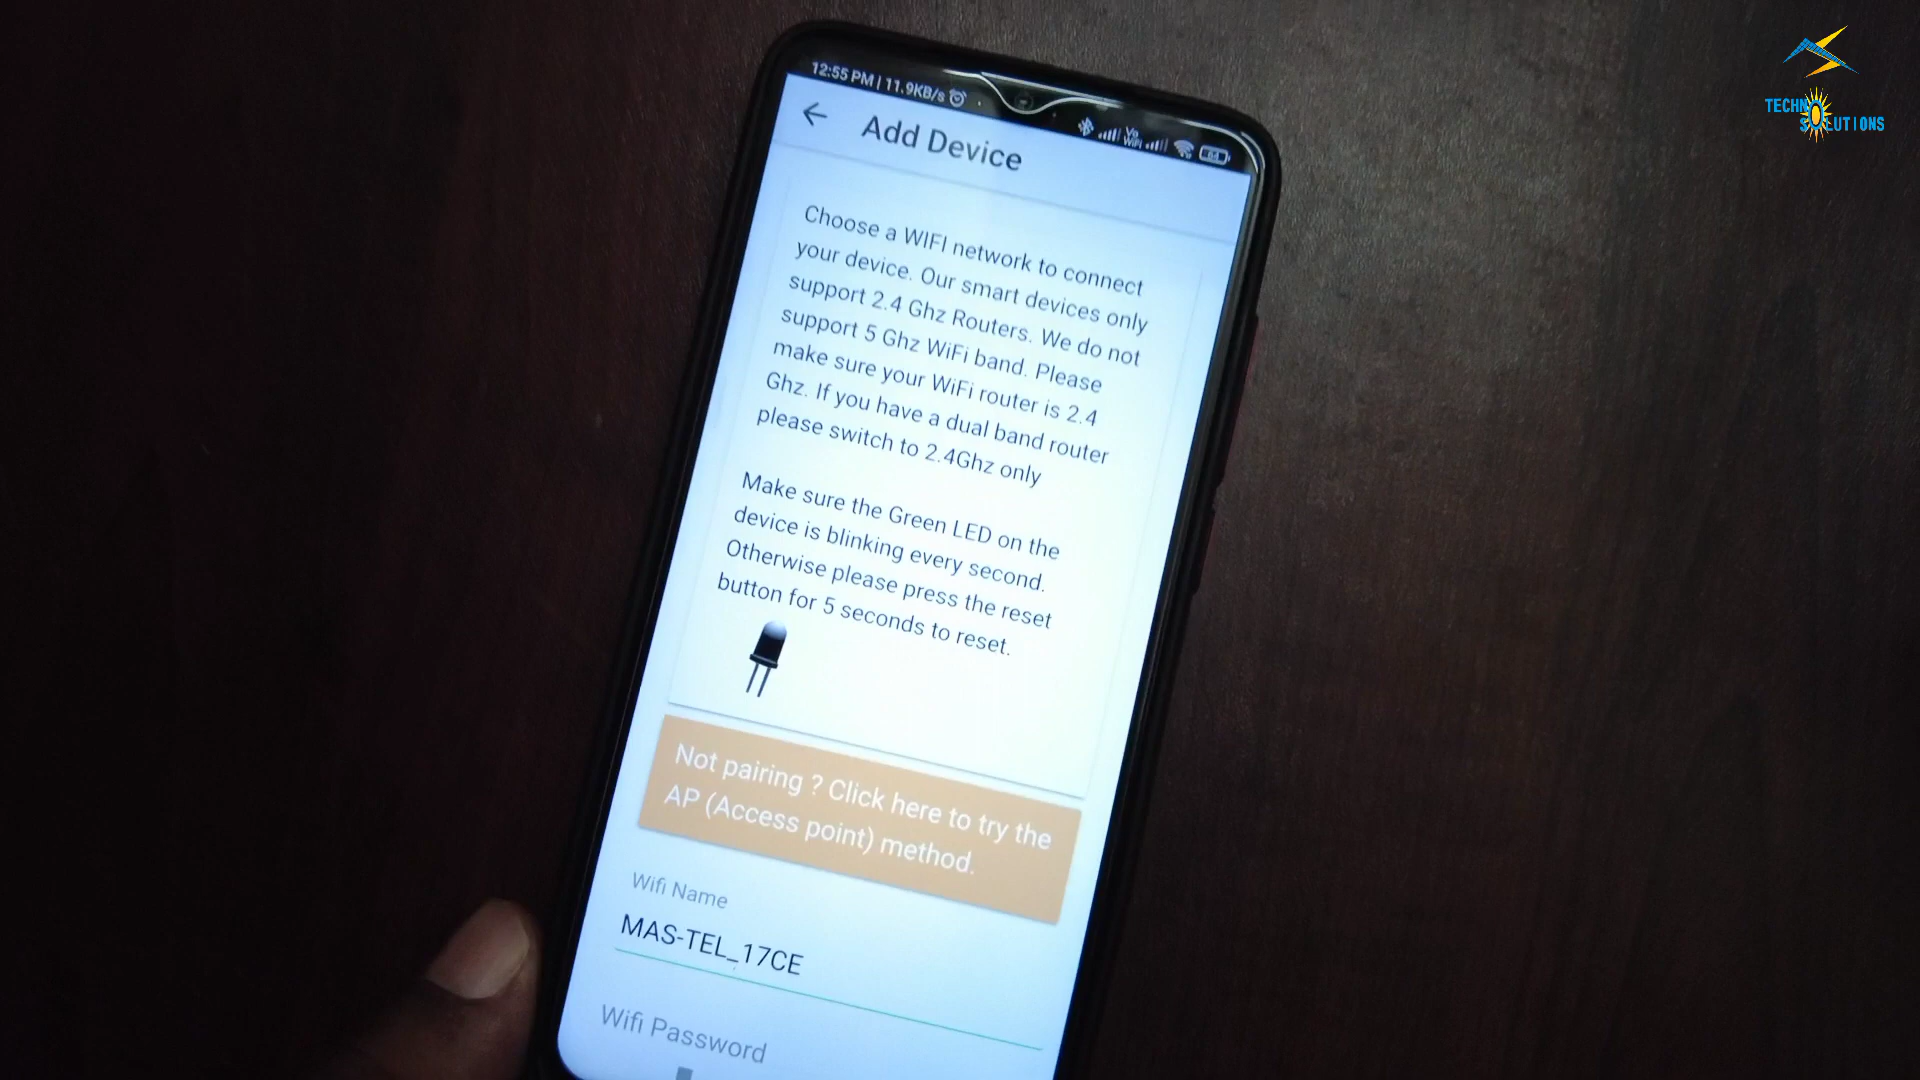 12:55 PM | 11.9KB/s
Vo
WiFi
64
Add Device
Choose a WIFI network to connect
your device. Our smart devices only
support 2.4 Ghz Routers. We do not
support 5 Ghz WiFi band. Please
make sure your WiFi router is 2.4
Ghz. If you have a dual band router
please switch to 2.4Ghz only
Make sure the Green LED on the
device is blinking every second.
Otherwise please press the reset
button for 5 seconds to reset.
Not pairing ? Click here to try the
AP (Access point) method.
Wifi Name
MAS-TEL_17CE
Wifi Password
TECHNO
SOLUTIONS